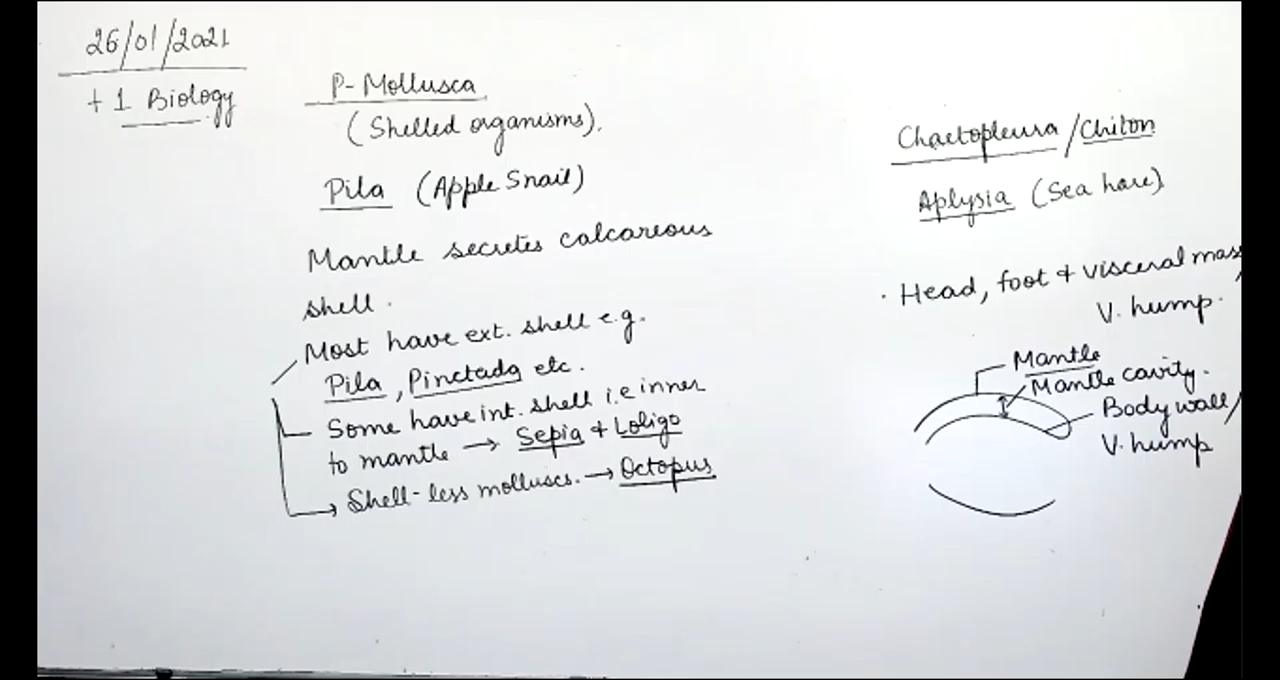 26/01/2021
+1 Biology
P-Mollusca
(Shelled organisms).
Pila (Apple Snail)
Mantle secretes calcareous
shell.
Most have ext. shell e.g.
Pila, Pinctada etc.
Some have int. shell i.e inner
to mantle → Sepia + Loligo
Shell-less molluscs. → Octopus
Chaetopleura/Chiton
Aplysia (Sea hare)
· Head, foot + visceral mass/
V. hump.
Mantle
Mantle cavity.
Body wall/
V. hump